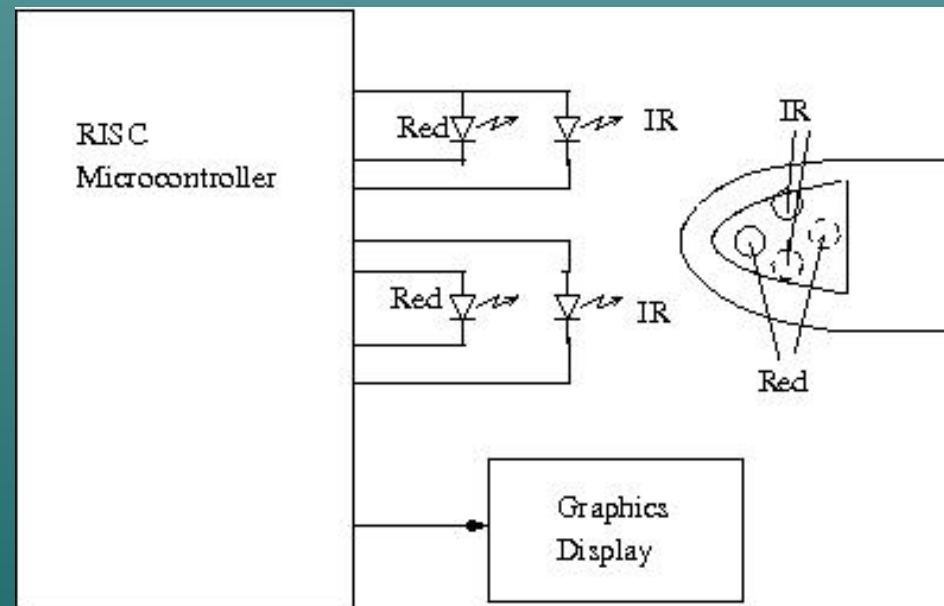 RISC
Microcontroller
Red
IR
Red
IR
IR
Red
Graphics
Display